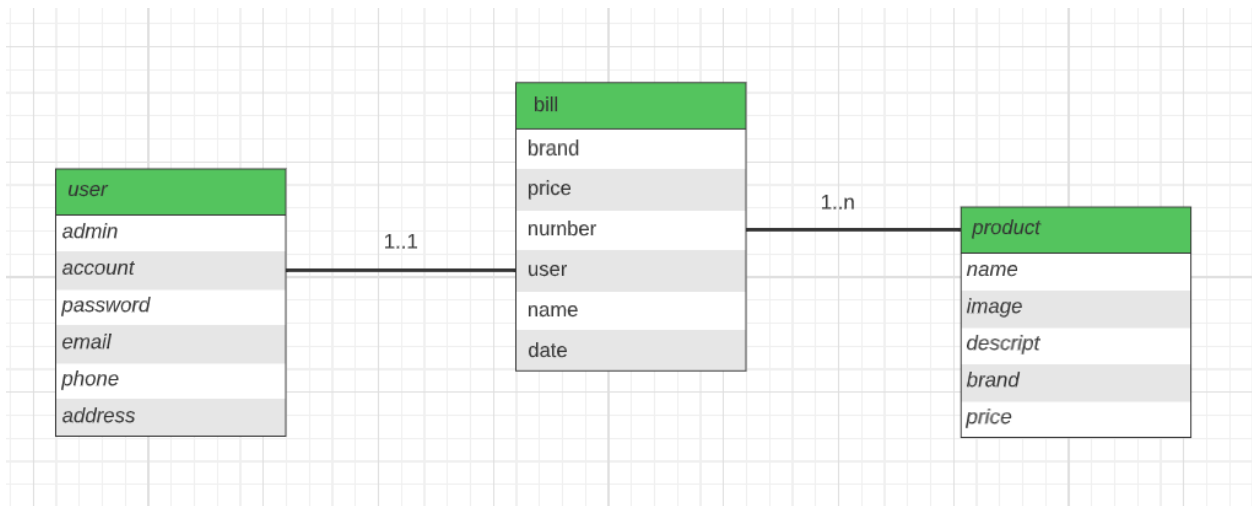 user
admin
account
password
email
phone
address
1..1
bill
brand
price
number
user
name
date
1..n
product
name
image
descript
brand
price